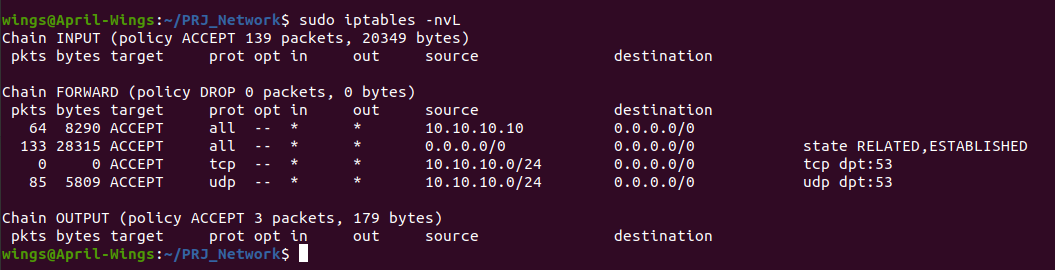 wings@April-Wings:~/PRJ_Network$ sudo iptables -nvL
Chain INPUT (policy ACCEPT 139 packets, 20349 bytes)
 pkts bytes target     prot opt in     out     source               destination

Chain FORWARD (policy DROP 0 packets, 0 bytes)
 pkts bytes target     prot opt in     out     source               destination
   64  8290 ACCEPT     all  --  *      *       10.10.10.10          0.0.0.0/0
  133 28315 ACCEPT     all  --  *      *       0.0.0.0/0            0.0.0.0/0            state RELATED,ESTABLISHED
    0     0 ACCEPT     tcp  --  *      *       10.10.10.0/24        0.0.0.0/0            tcp dpt:53
   85  5809 ACCEPT     udp  --  *      *       10.10.10.0/24        0.0.0.0/0            udp dpt:53

Chain OUTPUT (policy ACCEPT 3 packets, 179 bytes)
 pkts bytes target     prot opt in     out     source               destination
wings@April-Wings:~/PRJ_Network$